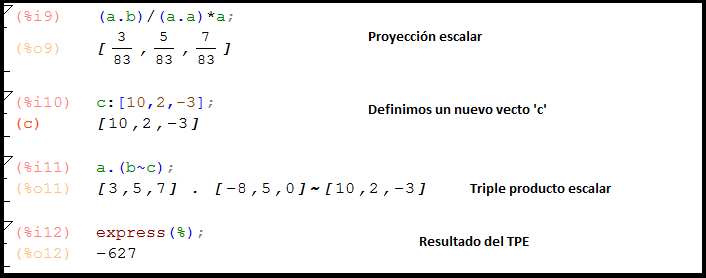 (%i9) (a.b)/(a.a)*a;
(%o9) [ 3/83 , 5/83 , 7/83 ]
Proyección escalar
(%i10) c:[10,2,-3];
(c) [10,2,-3]
Definimos un nuevo vecto 'c'
(%i11) a.(b~c);
(%o11) [3,5,7] . [-8,5,0]~[10,2,-3]
Triple producto escalar
(%i12) express(%);
(%o12) -627
Resultado del TPE